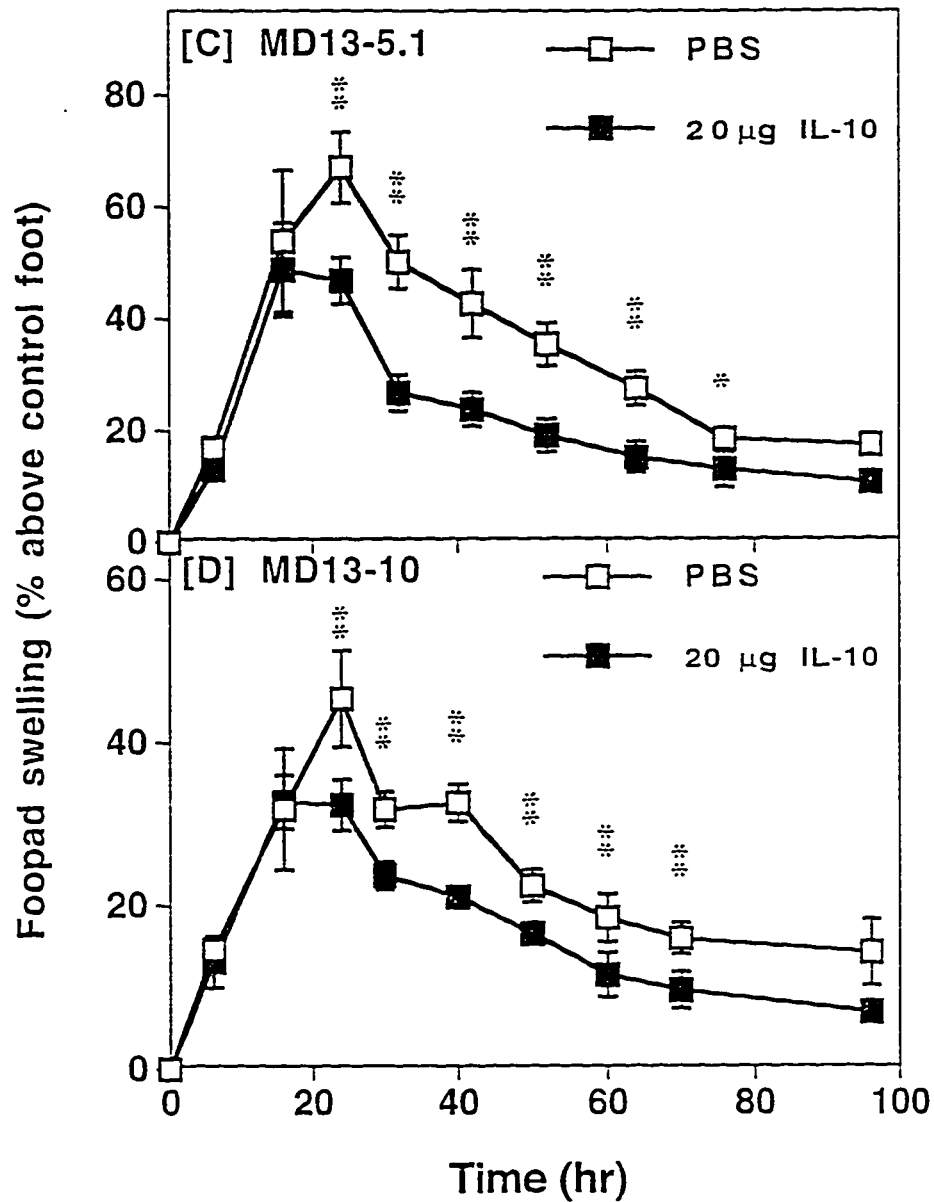 [C] MD13-5.1
PBS
20 µg IL-10
80
60
40
20
0
**
**
**
**
**
*
[D] MD13-10
PBS
20 µg IL-10
60
40
20
0
**
**
**
**
**
**
0 20 40 60 80 100
Time (hr)
Foopad swelling (% above control foot)